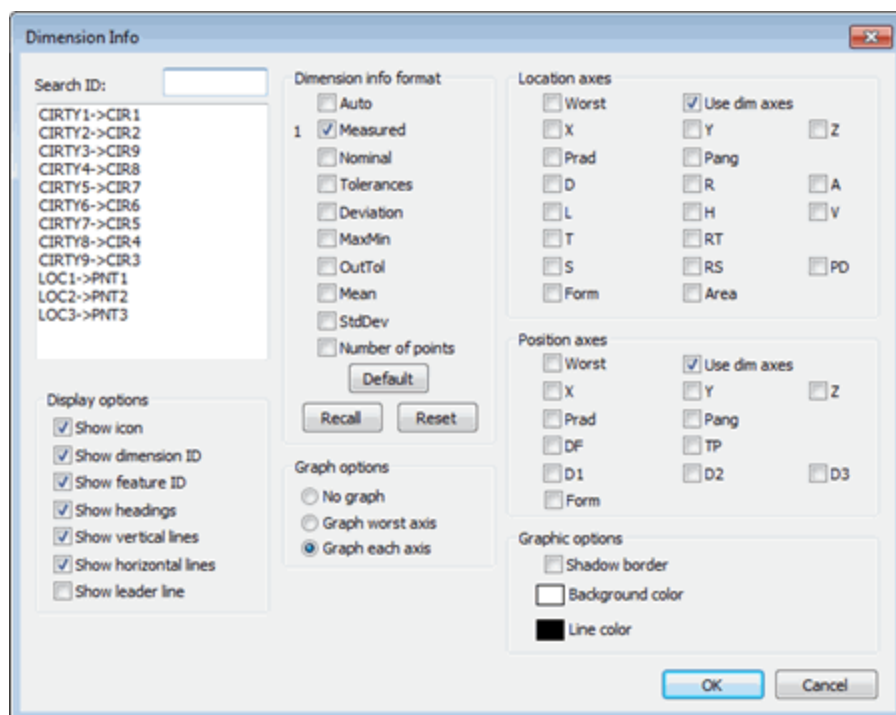 Dimension Info
Search ID:
CIRTY1->CIR1
CIRTY2->CIR2
CIRTY3->CIR9
CIRTY4->CIR8
CIRTY5->CIR7
CIRTY6->CIR6
CIRTY7->CIR5
CIRTY8->CIR4
CIRTY9->CIR3
LOC1->PNT1
LOC2->PNT2
LOC3->PNT3
Display options
Show icon
Show dimension ID
Show feature ID
Show headings
Show vertical lines
Show horizontal lines
Show leader line
Dimension info format
Auto
1 Measured
Nominal
Tolerances
Deviation
MaxMin
OutTol
Mean
StdDev
Number of points
Default
Recall Reset
Graph options
No graph
Graph worst axis
Graph each axis
Location axes
Worst Use dim axes
X Y Z
Prad Pang
D R A
L H V
T RT
S RS PD
Form Area
Position axes
Worst Use dim axes
X Y Z
Prad Pang
DF TP
D1 D2 D3
Form
Graphic options
Shadow border
Background color
Line color
OK Cancel